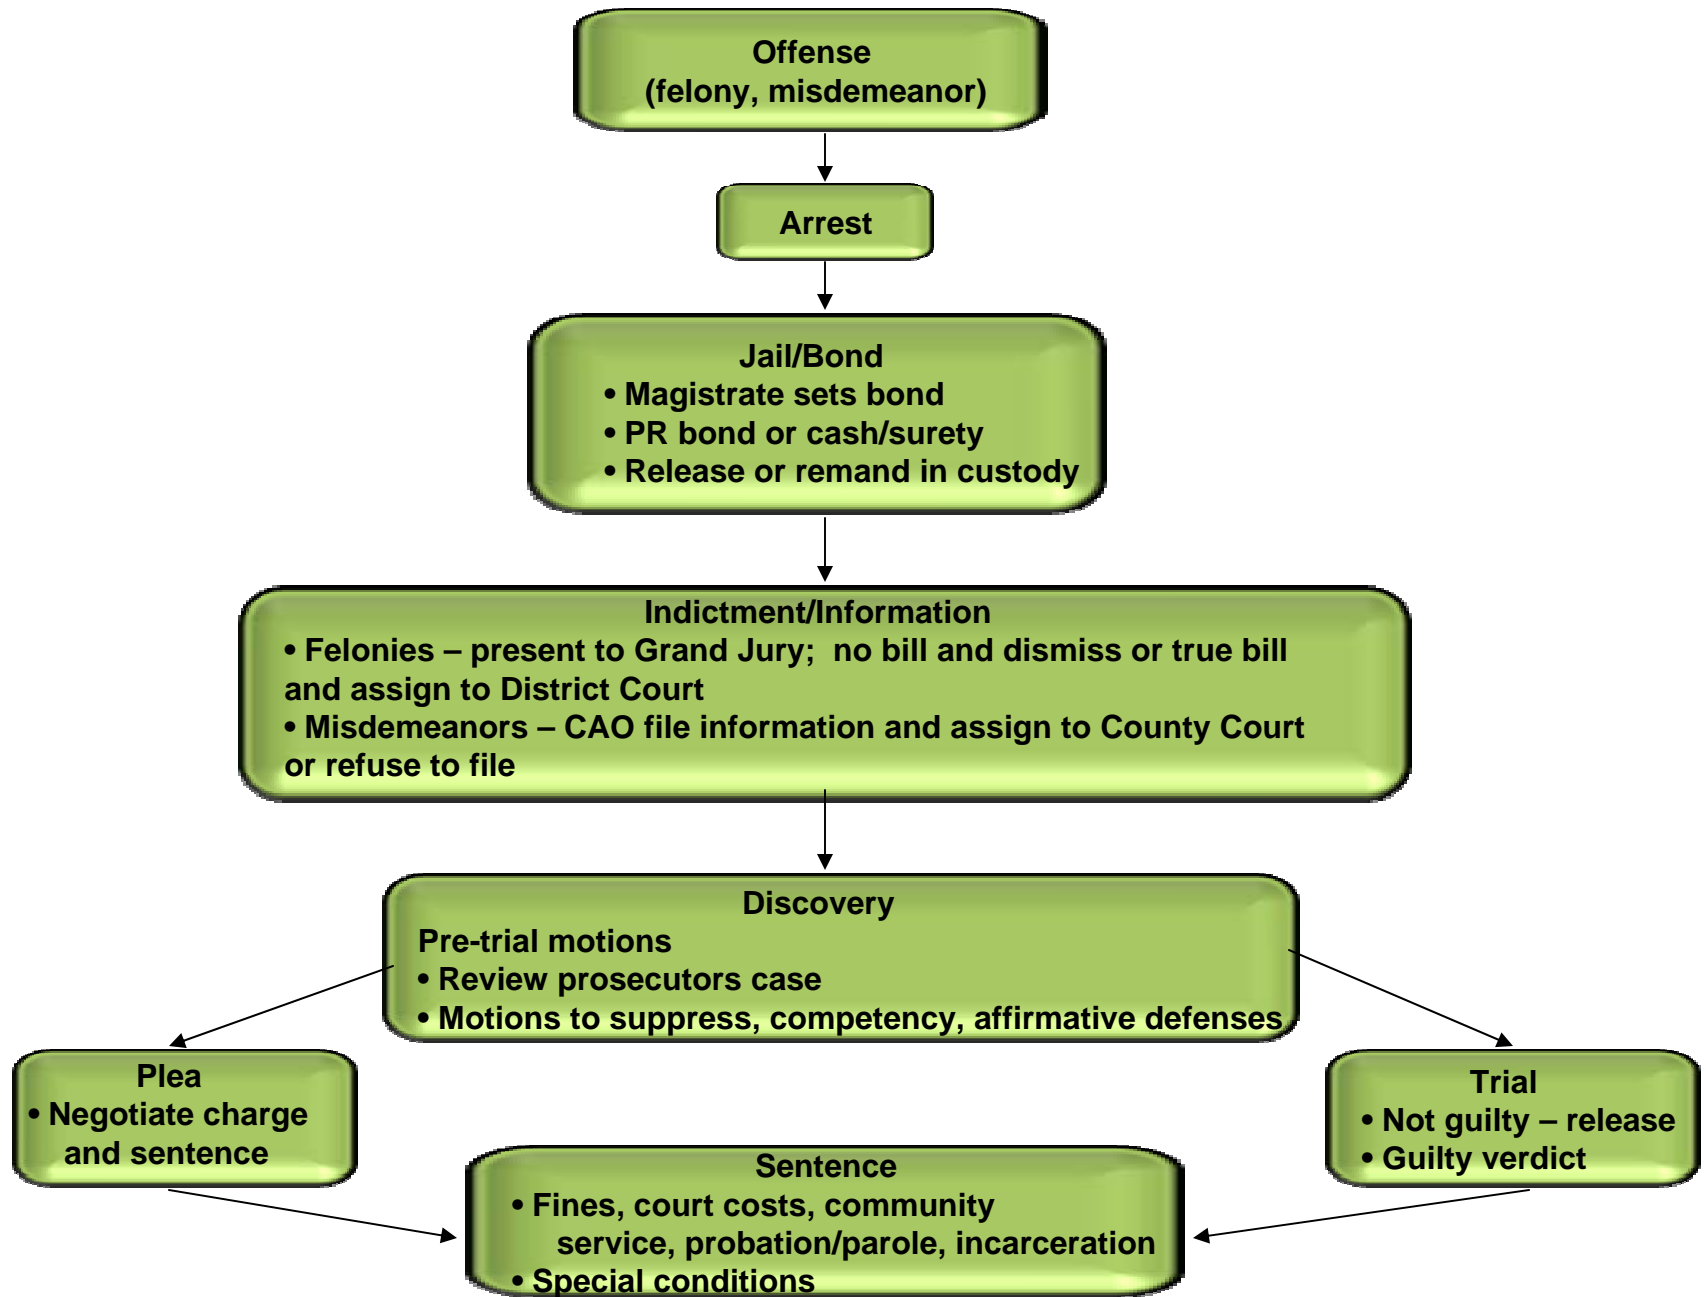 Offense
(felony, misdemeanor)
Arrest
Jail/Bond
• Magistrate sets bond
• PR bond or cash/surety
• Release or remand in custody
Indictment/Information
• Felonies – present to Grand Jury;  no bill and dismiss or true bill
and assign to District Court
• Misdemeanors – CAO file information and assign to County Court
or refuse to file
Discovery
Pre-trial motions
• Review prosecutors case
• Motions to suppress, competency, affirmative defenses
Plea
• Negotiate charge
and sentence
Trial
• Not guilty – release
• Guilty verdict
Sentence
• Fines, court costs, community
service, probation/parole, incarceration
• Special conditions